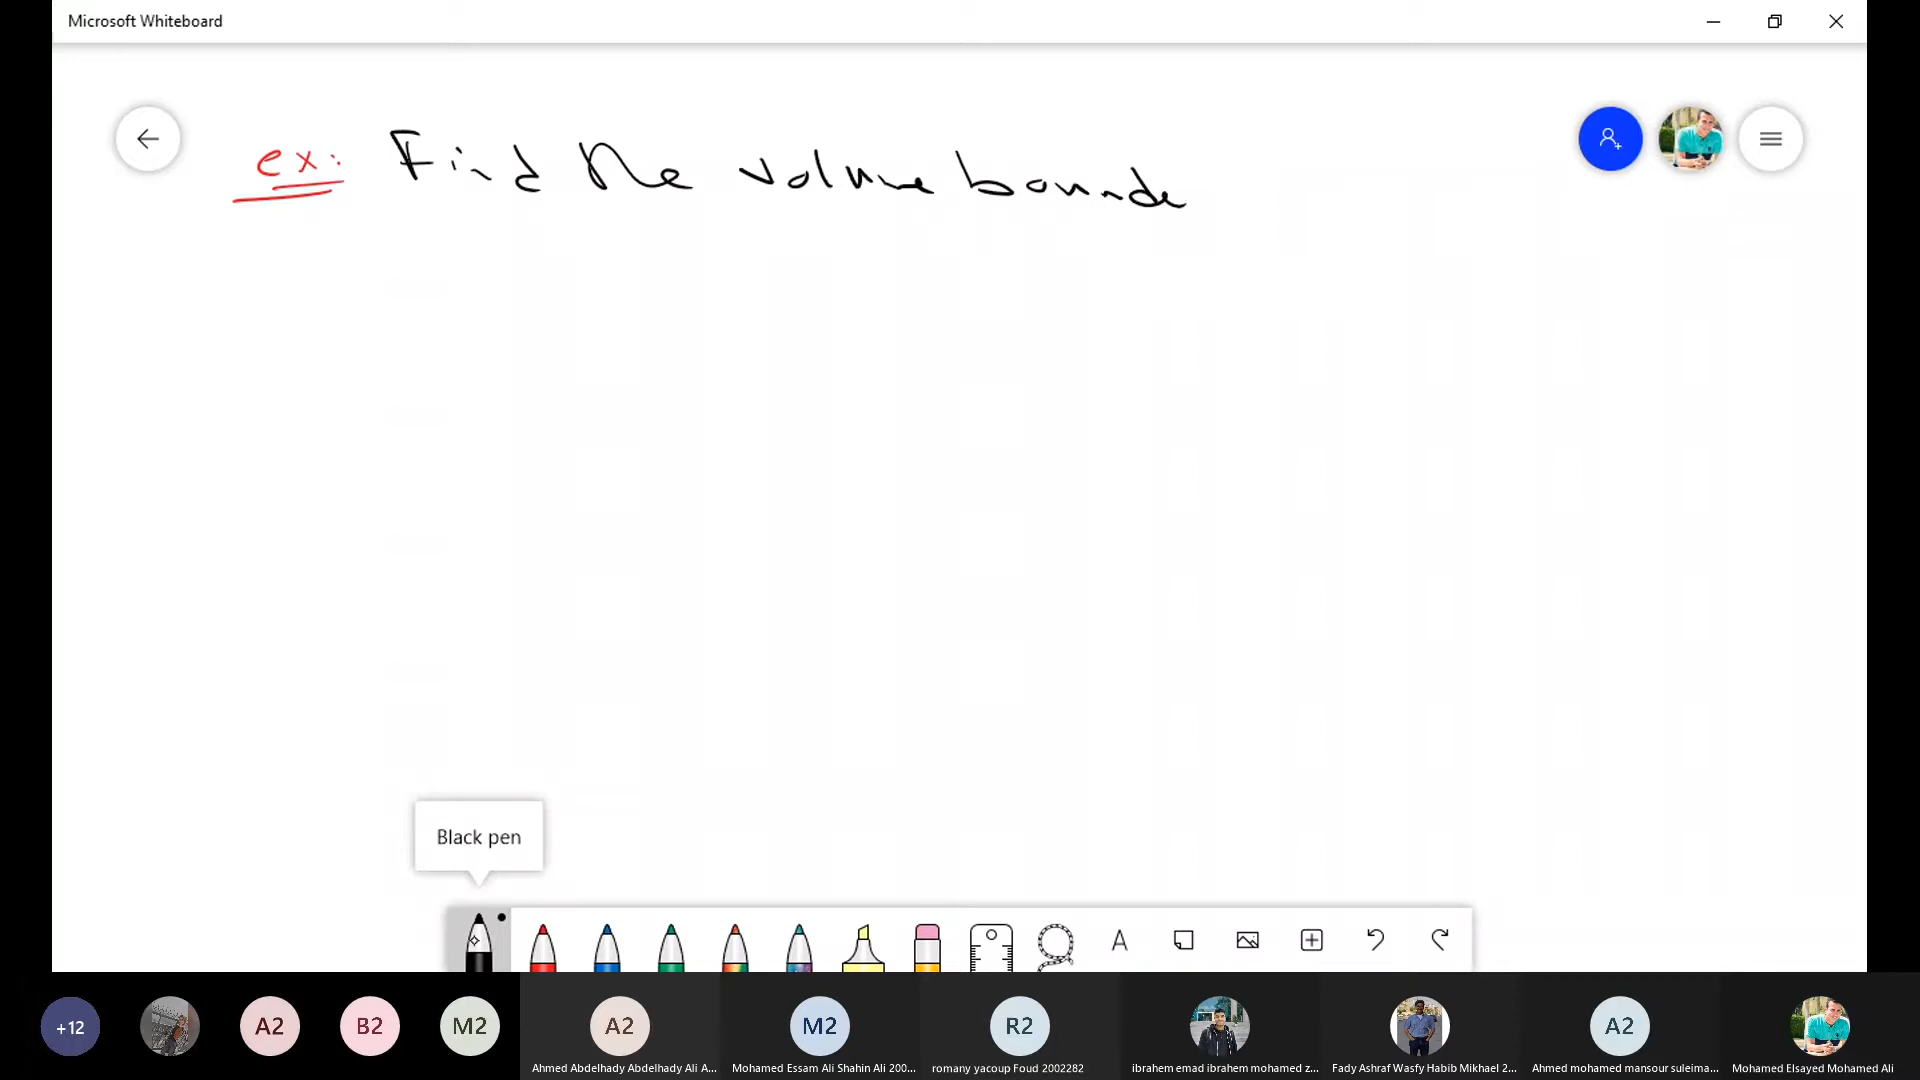 Microsoft Whiteboard
ex: Find the volume bounde
Black pen
A
+12
A2
B2
M2
A2
M2
R2
A2
Ahmed Abdelhady Abdelhady Ali A...
Mohamed Essam Ali Shahin Ali 200...
romany yacoup Foud 2002282
ibrahem emad ibrahem mohamed z...
Fady Ashraf Wasfy Habib Mikhael 2...
Ahmed mohamed mansour suleima...
Mohamed Elsayed Mohamed Ali